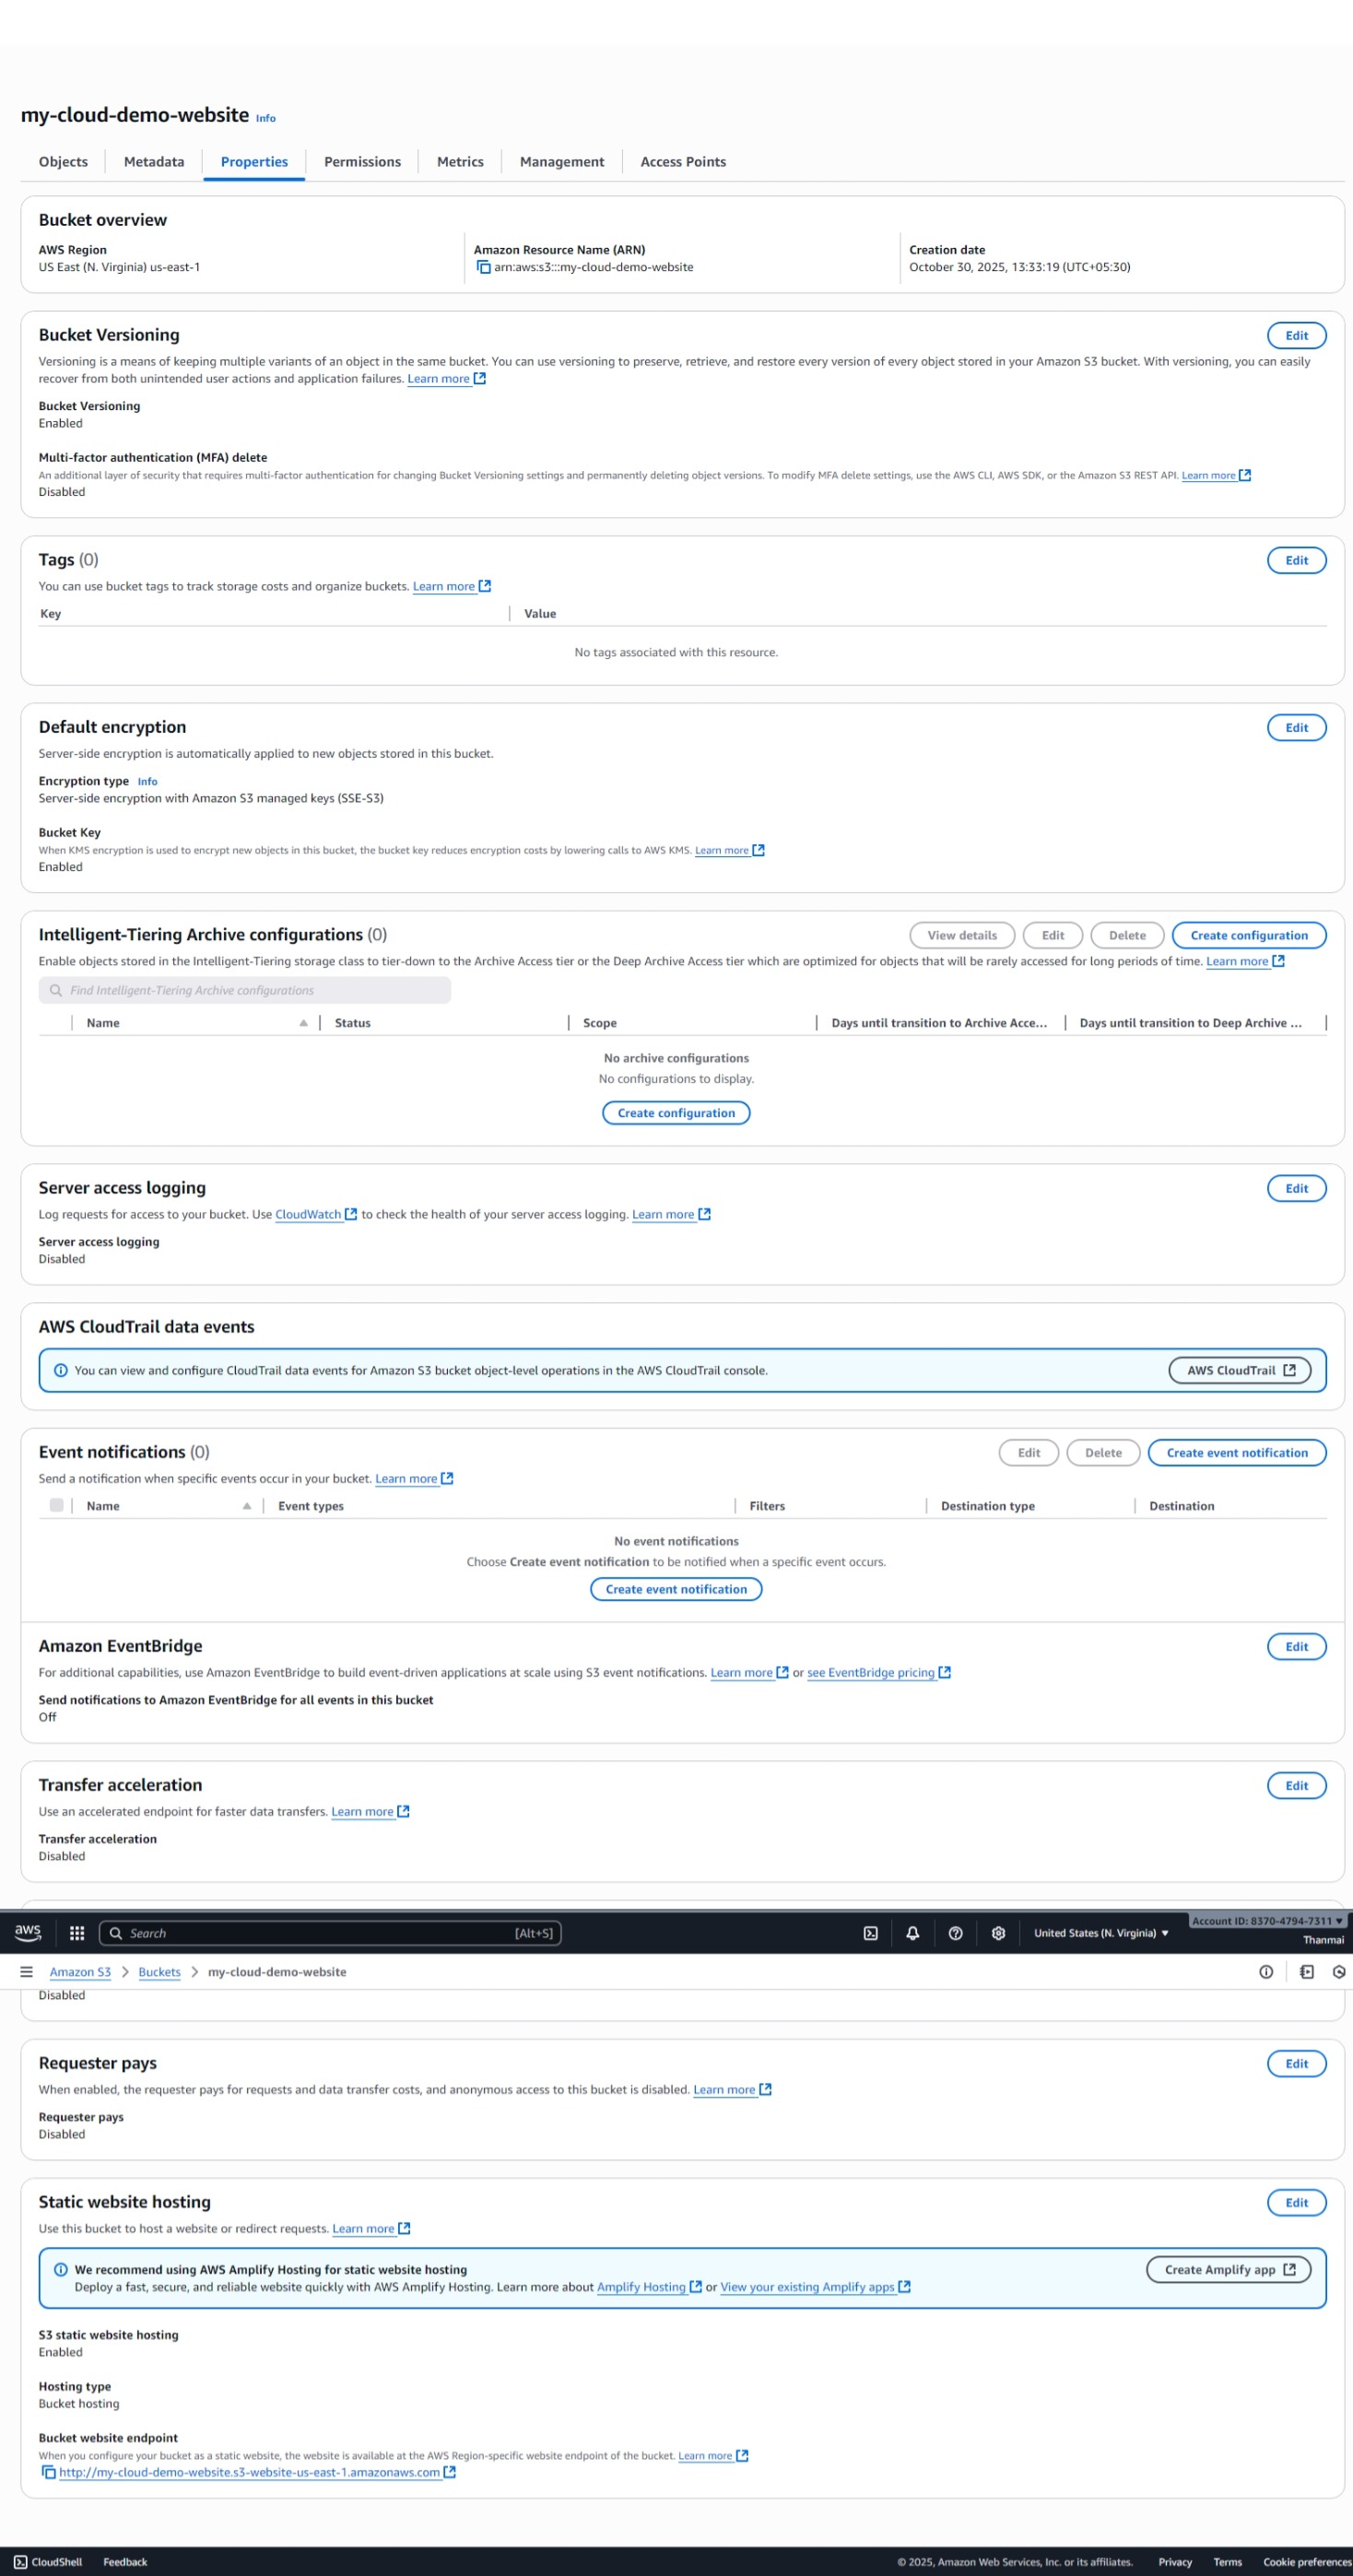 my-cloud-demo-website Info
Objects Metadata Properties Permissions Metrics Management Access Points
Bucket overview
AWS Region Amazon Resource Name (ARN) Creation date
US East (N. Virginia) us-east-1 arn:aws:s3:::my-cloud-demo-website October 30, 2025, 13:33:19 (UTC+05:30)
Bucket Versioning Edit
Versioning is a means of keeping multiple variants of an object in the same bucket. You can use versioning to preserve, retrieve, and restore every version of every object stored in your Amazon S3 bucket. With versioning, you can easily
recover from both unintended user actions and application failures. Learn more
Bucket Versioning
Enabled
Multi-factor authentication (MFA) delete
An additional layer of security that requires multi-factor authentication for changing Bucket Versioning settings and permanently deleting object versions. To modify MFA delete settings, use the AWS CLI, AWS SDK, or the Amazon S3 REST API. Learn more
Disabled
Tags (0) Edit
You can use bucket tags to track storage costs and organize buckets. Learn more
Key Value
No tags associated with this resource.
Default encryption Edit
Server-side encryption is automatically applied to new objects stored in this bucket.
Encryption type Info
Server-side encryption with Amazon S3 managed keys (SSE-S3)
Bucket Key
When KMS encryption is used to encrypt new objects in this bucket, the bucket key reduces encryption costs by lowering calls to AWS KMS. Learn more
Enabled
Intelligent-Tiering Archive configurations (0) View details Edit Delete Create configuration
Enable objects stored in the Intelligent-Tiering storage class to tier-down to the Archive Access tier or the Deep Archive Access tier which are optimized for objects that will be rarely accessed for long periods of time. Learn more
Find Intelligent-Tiering Archive configurations
Name Status Scope Days until transition to Archive Acce... Days until transition to Deep Archive ...
No archive configurations
No configurations to display.
Create configuration
Server access logging Edit
Log requests for access to your bucket. Use CloudWatch to check the health of your server access logging. Learn more
Server access logging
Disabled
AWS CloudTrail data events
You can view and configure CloudTrail data events for Amazon S3 bucket object-level operations in the AWS CloudTrail console. AWS CloudTrail
Event notifications (0) Edit Delete Create event notification
Send a notification when specific events occur in your bucket. Learn more
Name Event types Filters Destination type Destination
No event notifications
Choose Create event notification to be notified when a specific event occurs.
Create event notification
Amazon EventBridge Edit
For additional capabilities, use Amazon EventBridge to build event-driven applications at scale using S3 event notifications. Learn more or see EventBridge pricing
Send notifications to Amazon EventBridge for all events in this bucket
Off
Transfer acceleration Edit
Use an accelerated endpoint for faster data transfers. Learn more
Transfer acceleration
Disabled
aws Search [Alt+S] United States (N. Virginia) Account ID: 8370-4794-7311
Thanmai
Amazon S3 Buckets my-cloud-demo-website
Disabled
Requester pays Edit
When enabled, the requester pays for requests and data transfer costs, and anonymous access to this bucket is disabled. Learn more
Requester pays
Disabled
Static website hosting Edit
Use this bucket to host a website or redirect requests. Learn more
We recommend using AWS Amplify Hosting for static website hosting Create Amplify app
Deploy a fast, secure, and reliable website quickly with AWS Amplify Hosting. Learn more about Amplify Hosting or View your existing Amplify apps
S3 static website hosting
Enabled
Hosting type
Bucket hosting
Bucket website endpoint
When you configure your bucket as a static website, the website is available at the AWS Region-specific website endpoint of the bucket. Learn more
http://my-cloud-demo-website.s3-website-us-east-1.amazonaws.com
CloudShell Feedback © 2025, Amazon Web Services, Inc. or its affiliates. Privacy Terms Cookie preferences